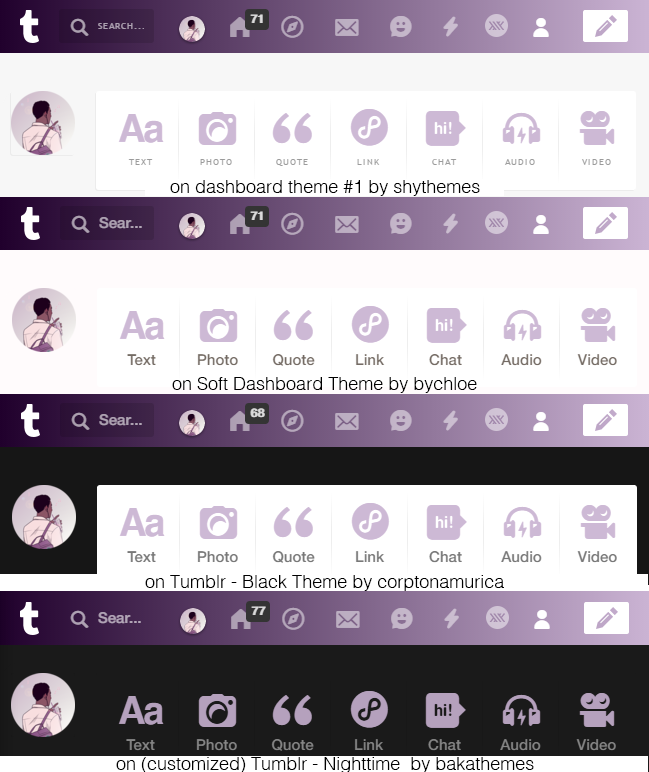 t SEARCH... 71
Aa “ hi!
TEXT PHOTO QUOTE LINK CHAT AUDIO VIDEO
on dashboard theme #1 by shythemes
t Sear... 71
Aa “ hi!
Text Photo Quote Link Chat Audio Video
on Soft Dashboard Theme by bychloe
t Sear... 68
Aa “ hi!
Text Photo Quote Link Chat Audio Video
on Tumblr - Black Theme by corptonamurica
t Sear... 77
Aa “ hi!
Text Photo Quote Link Chat Audio Video
on (customized) Tumblr - Nighttime by bakathemes